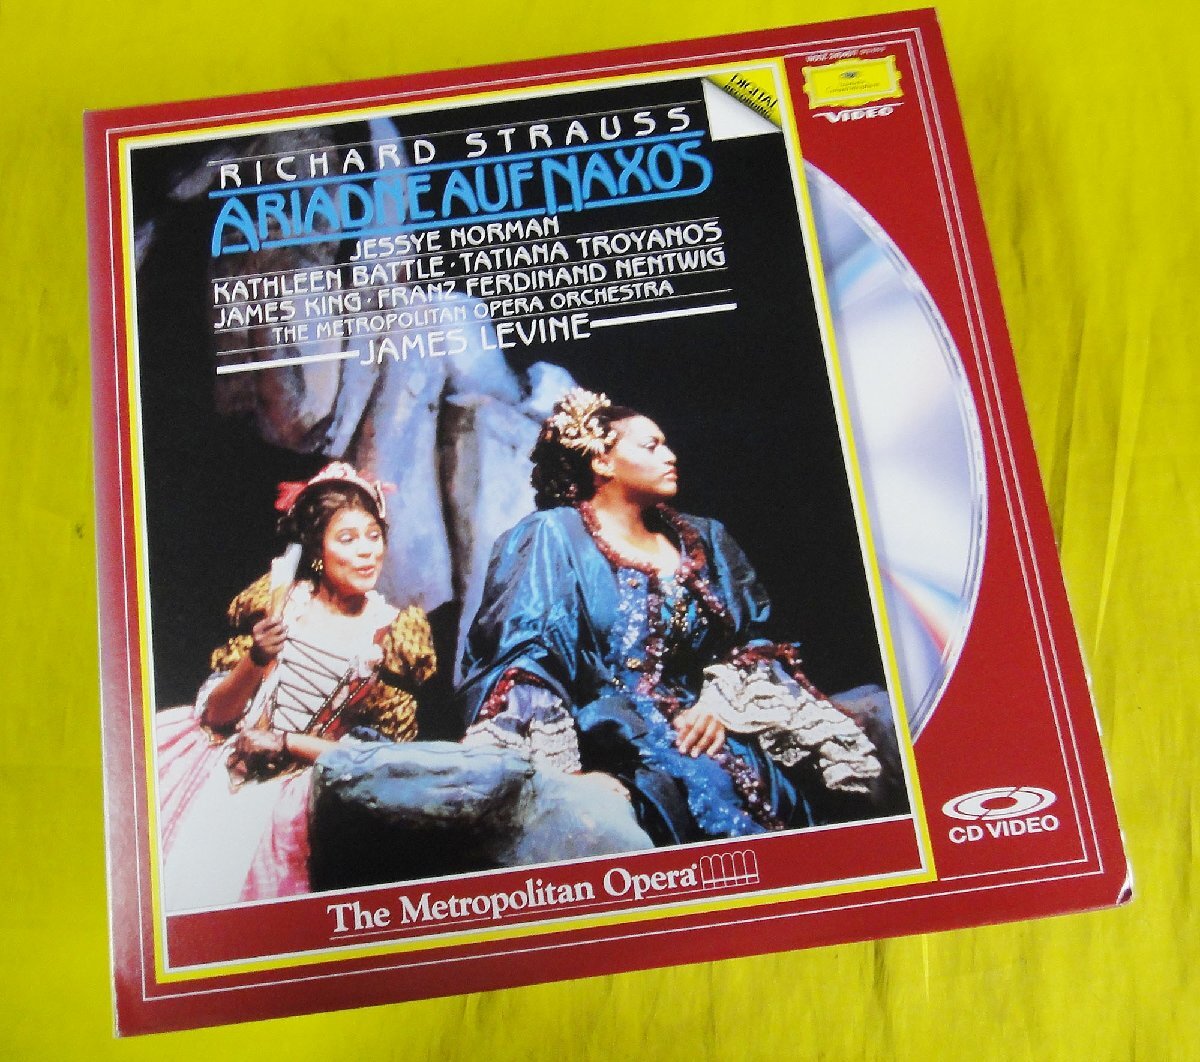 DIGITAL
RECORDING
VIDEO
RICHARD STRAUSS
ARIADNE AUF NAXOS
JESSYE NORMAN
KATHLEEN BATTLE · TATIANA TROYANOS
JAMES KING · FRANZ FERDINAND NENTWIG
THE METROPOLITAN OPERA ORCHESTRA
JAMES LEVINE
CD VIDEO
The Metropolitan Opera®